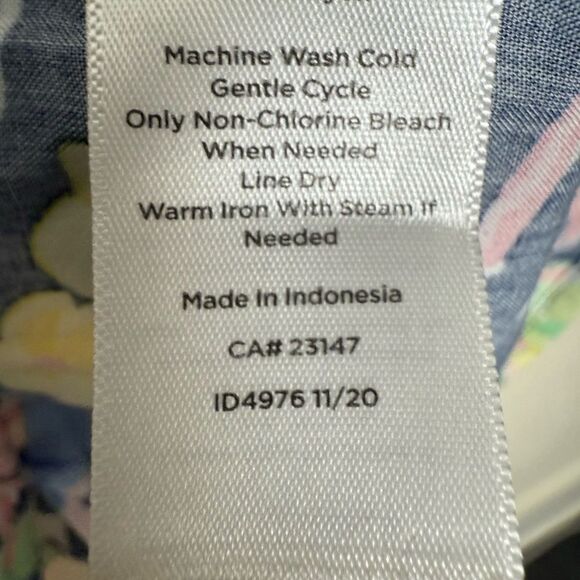 Machine Wash Cold
Gentle Cycle
Only Non-Chlorine Bleach
When Needed
Line Dry
Warm Iron With Steam If
Needed
Made In Indonesia
CA# 23147
ID4976 11/20